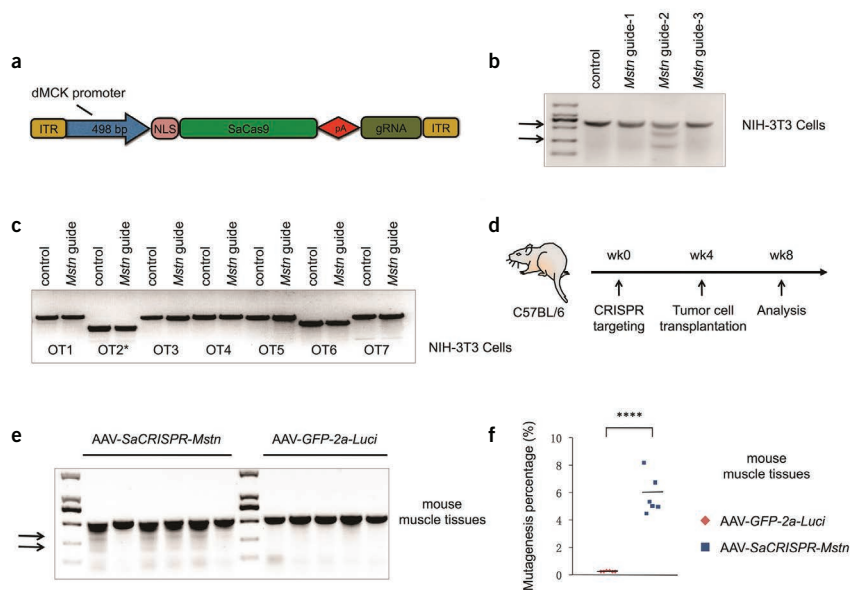 a
dMCK promoter
ITR 498 bp NLS SaCas9 pA gRNA ITR
b
control
Mstn guide-1
Mstn guide-2
Mstn guide-3
NIH-3T3 Cells
c
control
Mstn guide
control
Mstn guide
control
Mstn guide
control
Mstn guide
control
Mstn guide
control
Mstn guide
control
Mstn guide
OT1 OT2* OT3 OT4 OT5 OT6 OT7
NIH-3T3 Cells
d
wk0 wk4 wk8
C57BL/6
CRISPR targeting
Tumor cell transplantation
Analysis
e
AAV-SaCRISPR-Mstn AAV-GFP-2a-Luci
mouse
muscle tissues
f
Mutagenesis percentage (%)
10
8
6
4
2
0
****
mouse
muscle tissues
AAV-GFP-2a-Luci
AAV-SaCRISPR-Mstn